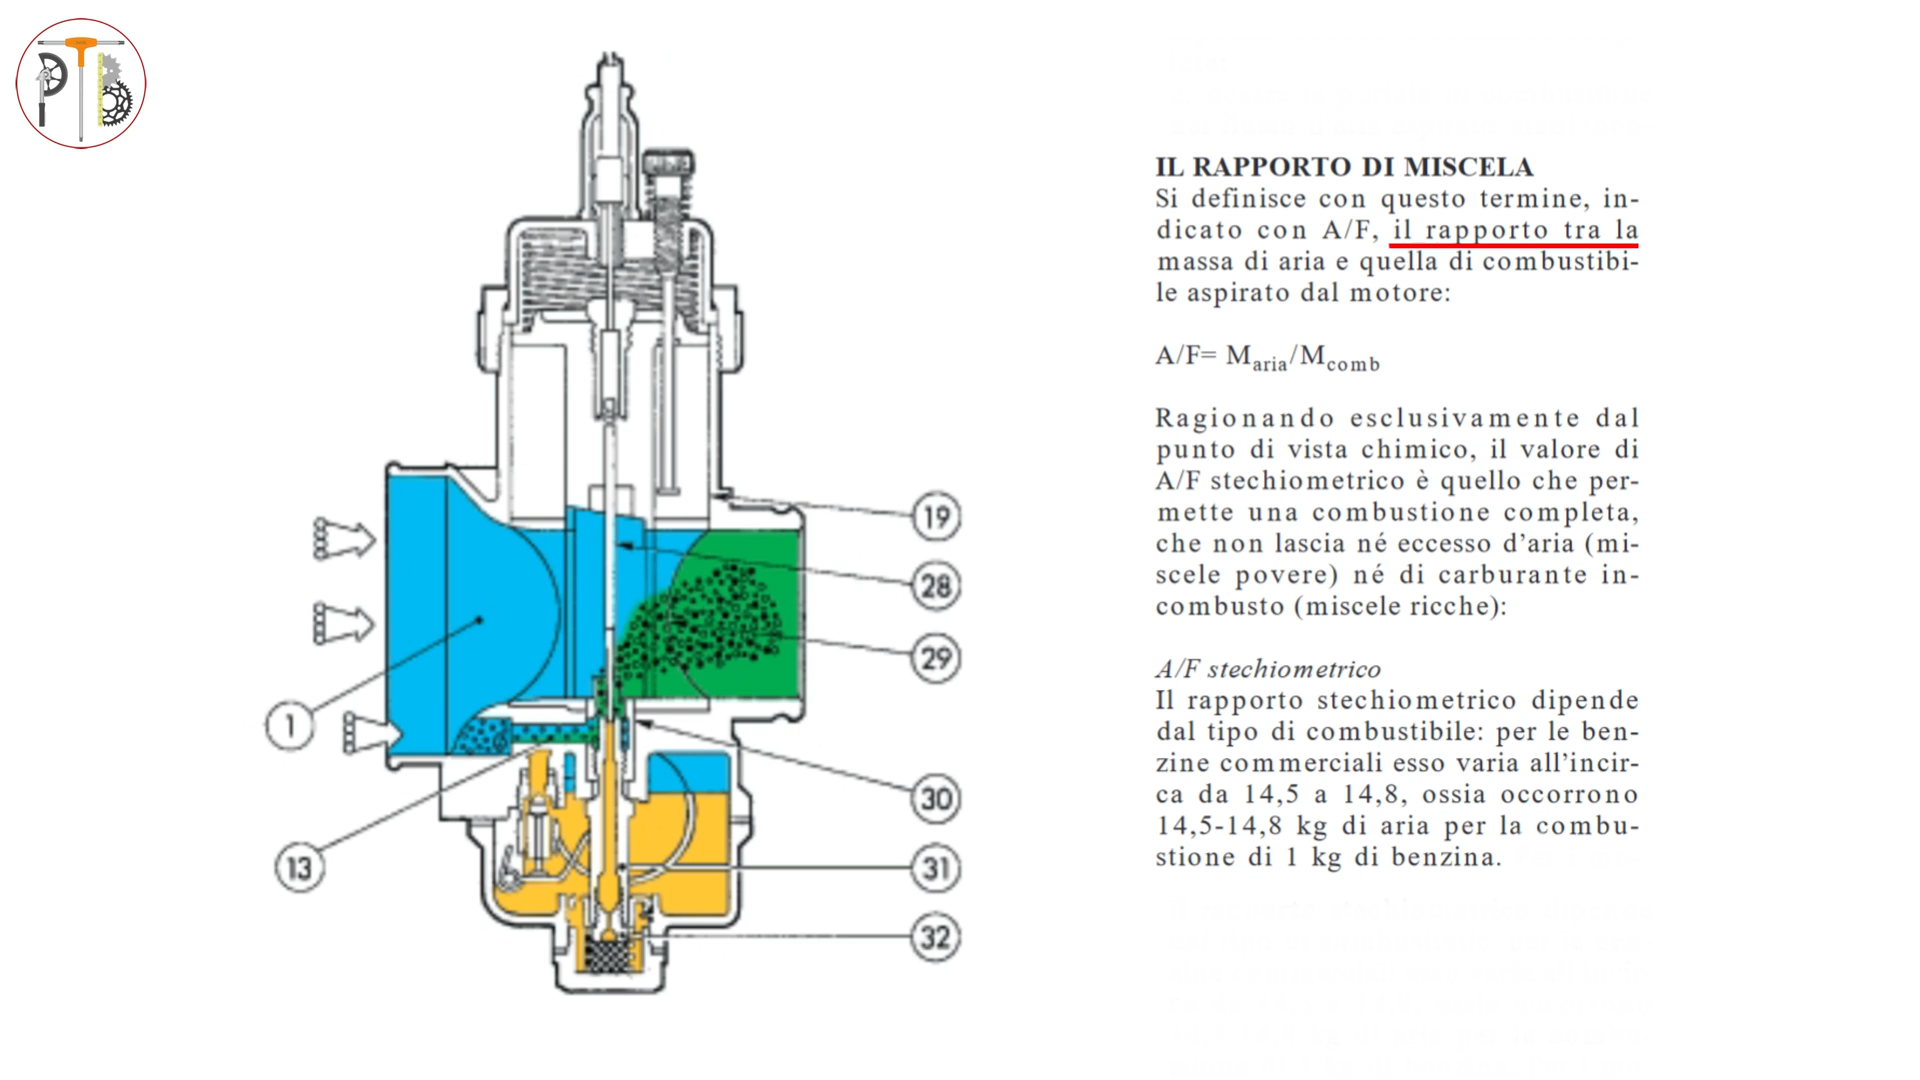 IL RAPPORTO DI MISCELA
Si definisce con questo termine, in-
dicato con A/F, il rapporto tra la
massa di aria e quella di combustibi-
le aspirato dal motore:
A/F= Maria/Mcomb
Ragionando esclusivamente dal
punto di vista chimico, il valore di
A/F stechiometrico è quello che per-
mette una combustione completa,
che non lascia né eccesso d'aria (mi-
scele povere) né di carburante in-
combusto (miscele ricche):
A/F stechiometrico
Il rapporto stechiometrico dipende
dal tipo di combustibile: per le ben-
zine commerciali esso varia all'incir-
ca da 14,5 a 14,8, ossia occorrono
14,5-14,8 kg di aria per la combu-
stione di 1 kg di benzina.
19
28
29
1
30
13
31
32